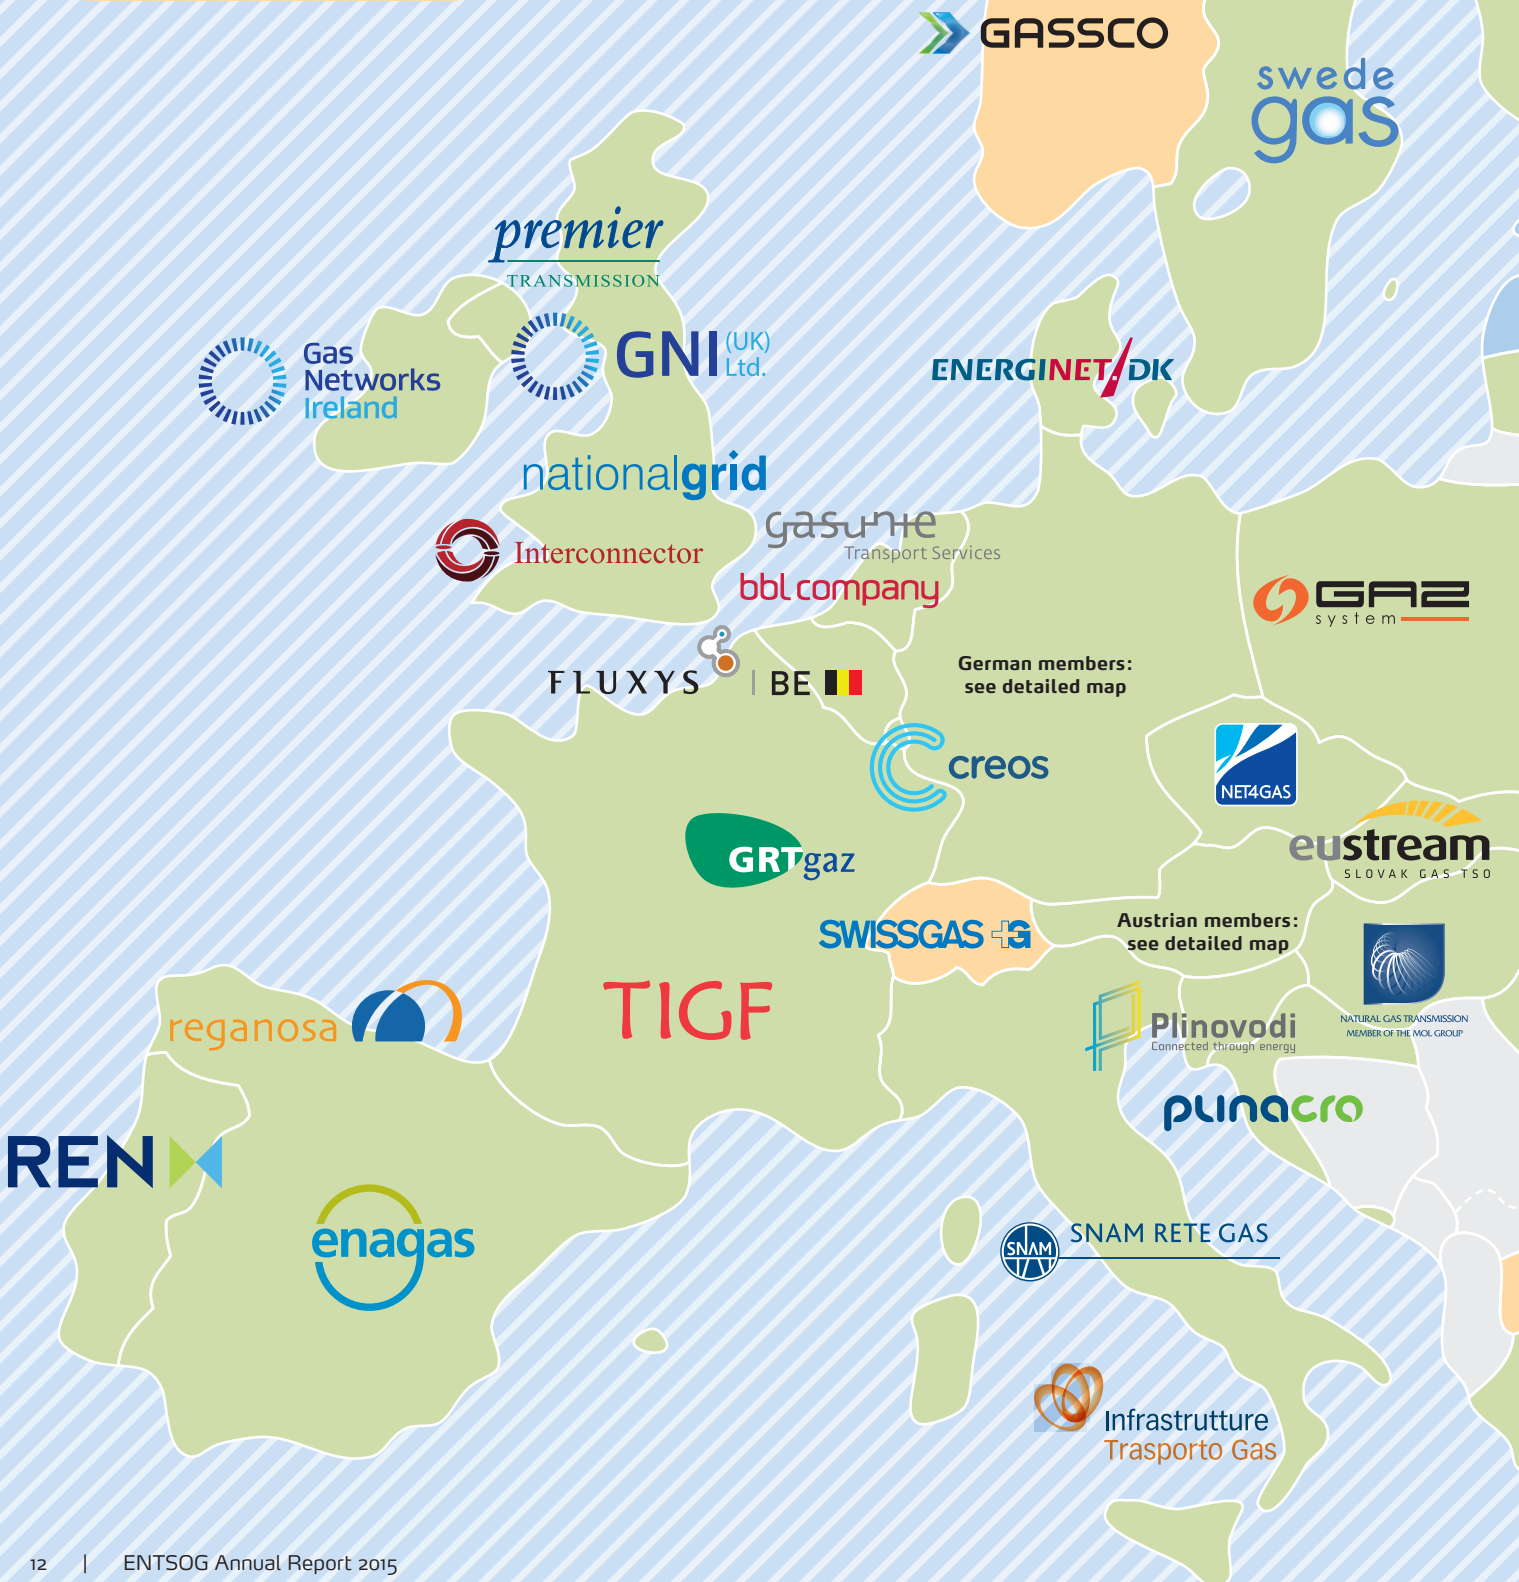 GASSCO
swede
gas
premier
TRANSMISSION
GNI (UK)
Ltd.
Gas
Networks
Ireland
ENERGINET/DK
nationalgrid
gasunie
Transport Services
Interconnector
bbl company
GAZ
system
FLUXYS | BE
German members:
see detailed map
creos
NET4GAS
eustream
SLOVAK GAS TSO
GRTgaz
SWISSGAS +G
Austrian members:
see detailed map
TIGF
reganosa
Plinovodi
Connected through energy
NATURAL GAS TRANSMISSION
MEMBER OF THE MOL GROUP
plinacro
REN
enagas
SNAM
SNAM RETE GAS
Infrastrutture
Trasporto Gas
12 | ENTSOG Annual Report 2015